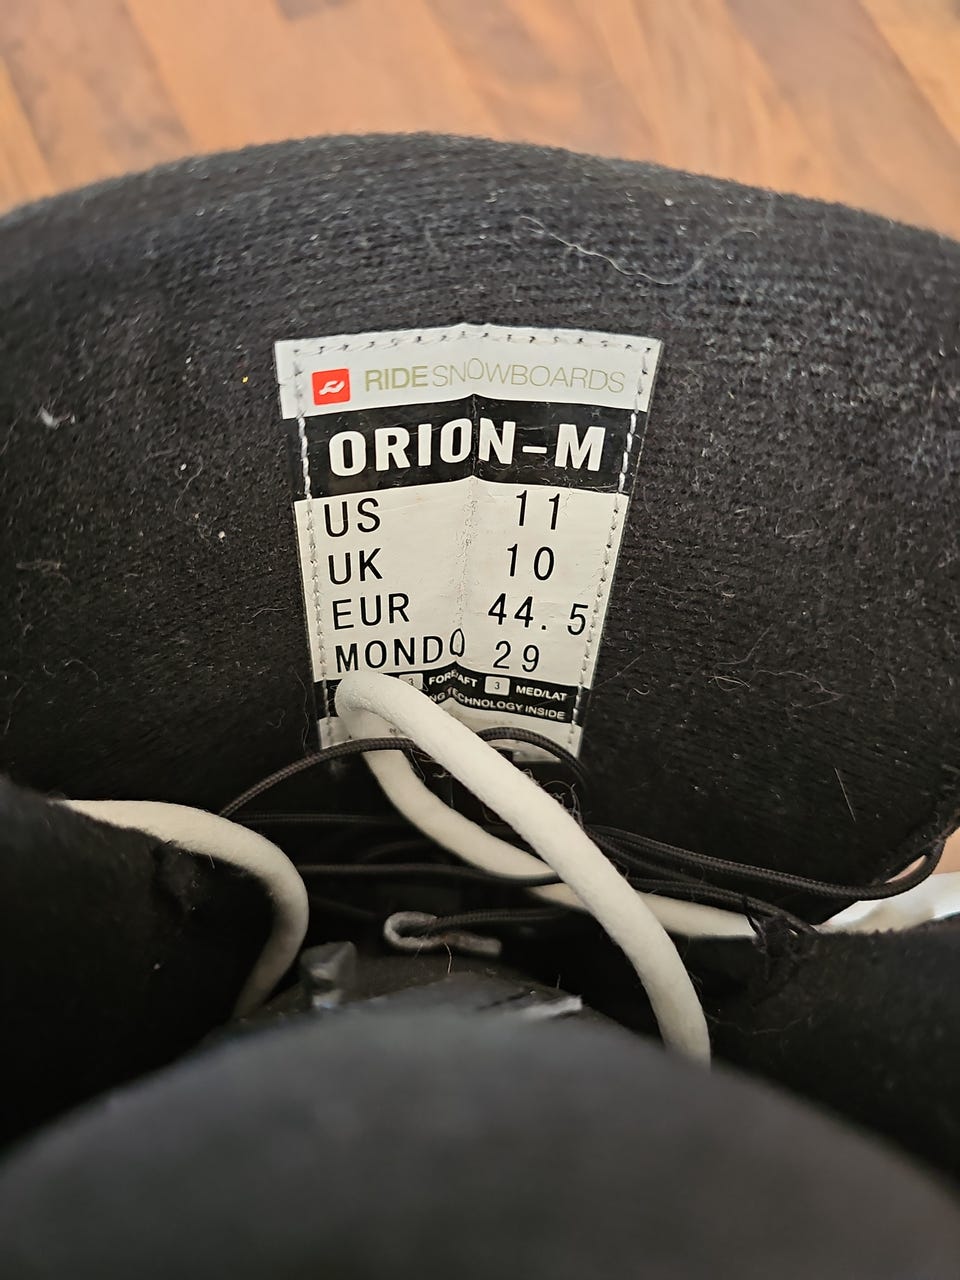 RIDE SNOWBOARDS
ORION-M
US 11
UK 10
EUR 44.5
MONDO 29
3 FORE/AFT 3 MED/LAT
TECHNOLOGY INSIDE